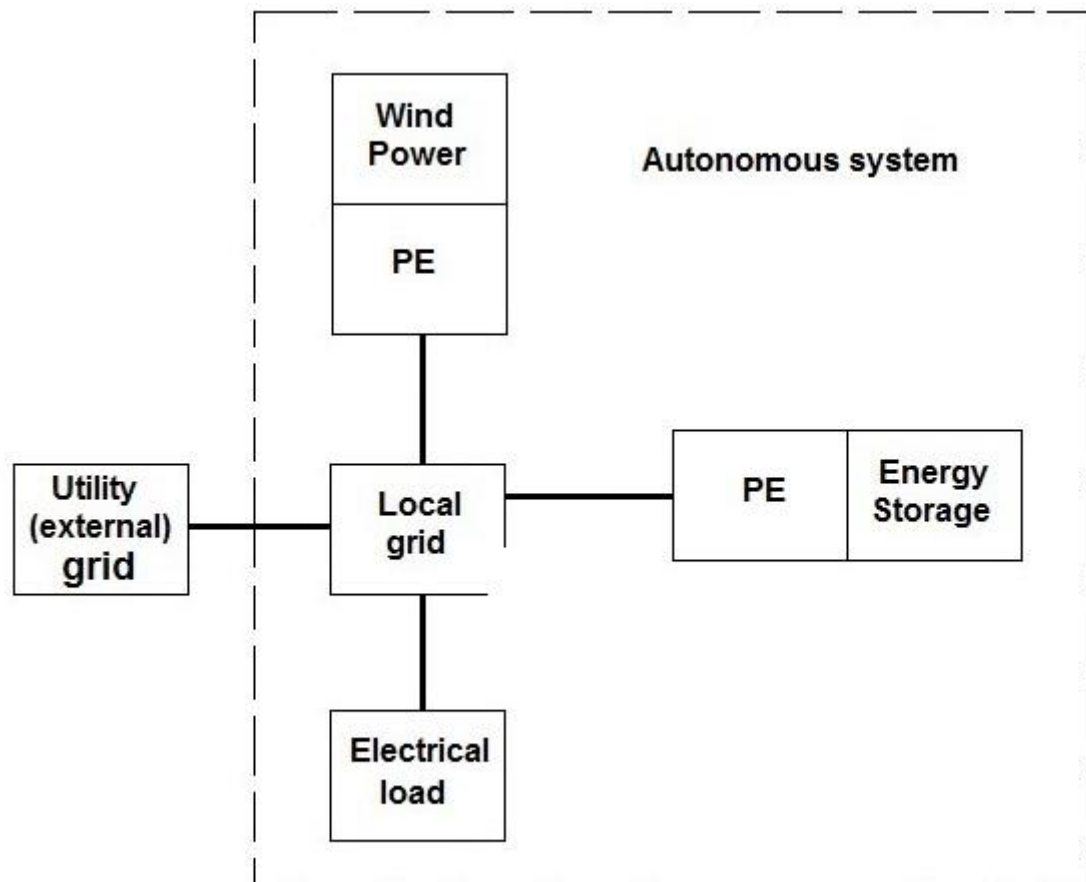 Wind
Power
Autonomous system
PE
Utility
(external)
grid
Local
grid
PE
Energy
Storage
Electrical
load